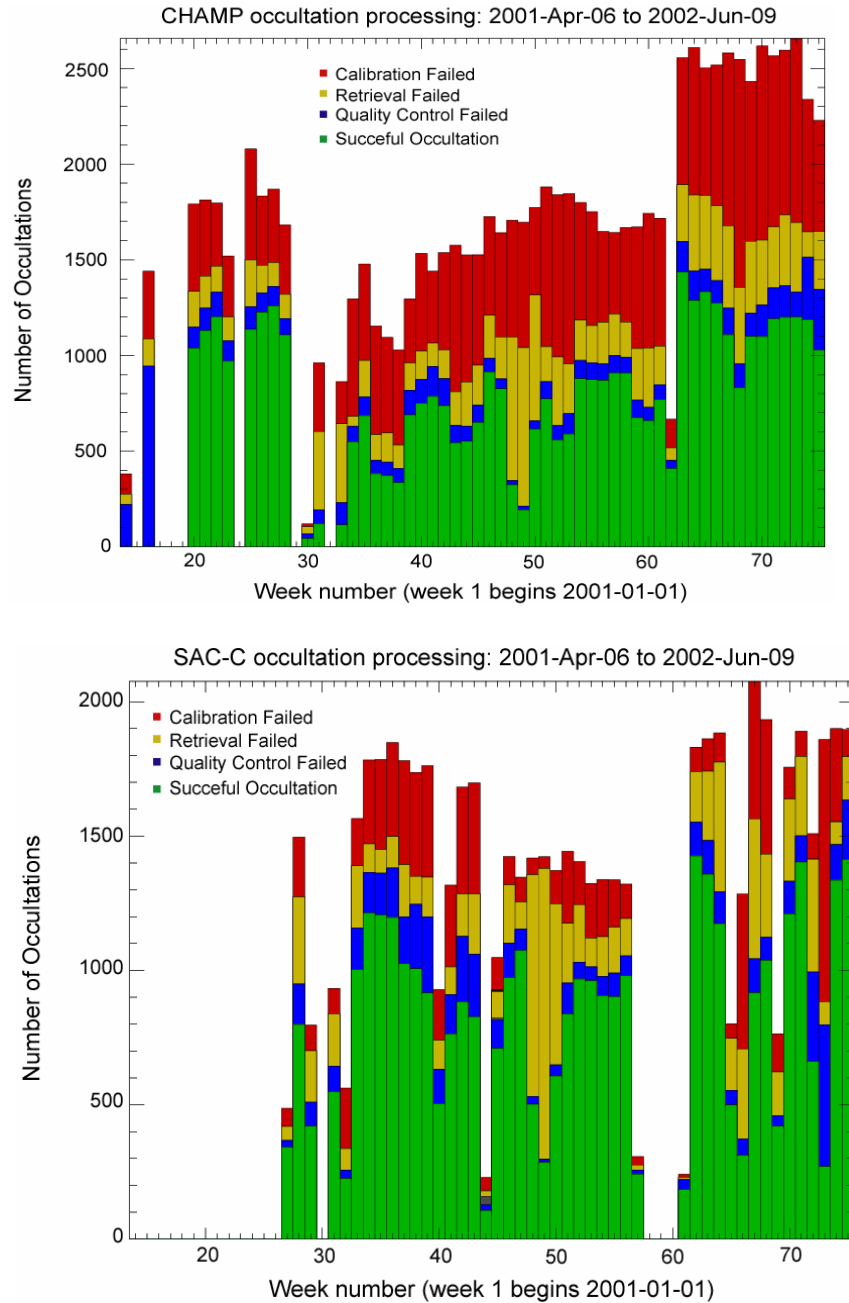 CHAMP occultation processing: 2001-Apr-06 to 2002-Jun-09
2500
2000
1500
1000
500
0
Number of Occultations
Calibration Failed
Retrieval Failed
Quality Control Failed
Succeful Occultation
20 30 40 50 60 70
Week number (week 1 begins 2001-01-01)
SAC-C occultation processing: 2001-Apr-06 to 2002-Jun-09
2000
1500
1000
500
0
Number of Occultations
Calibration Failed
Retrieval Failed
Quality Control Failed
Succeful Occultation
20 30 40 50 60 70
Week number (week 1 begins 2001-01-01)